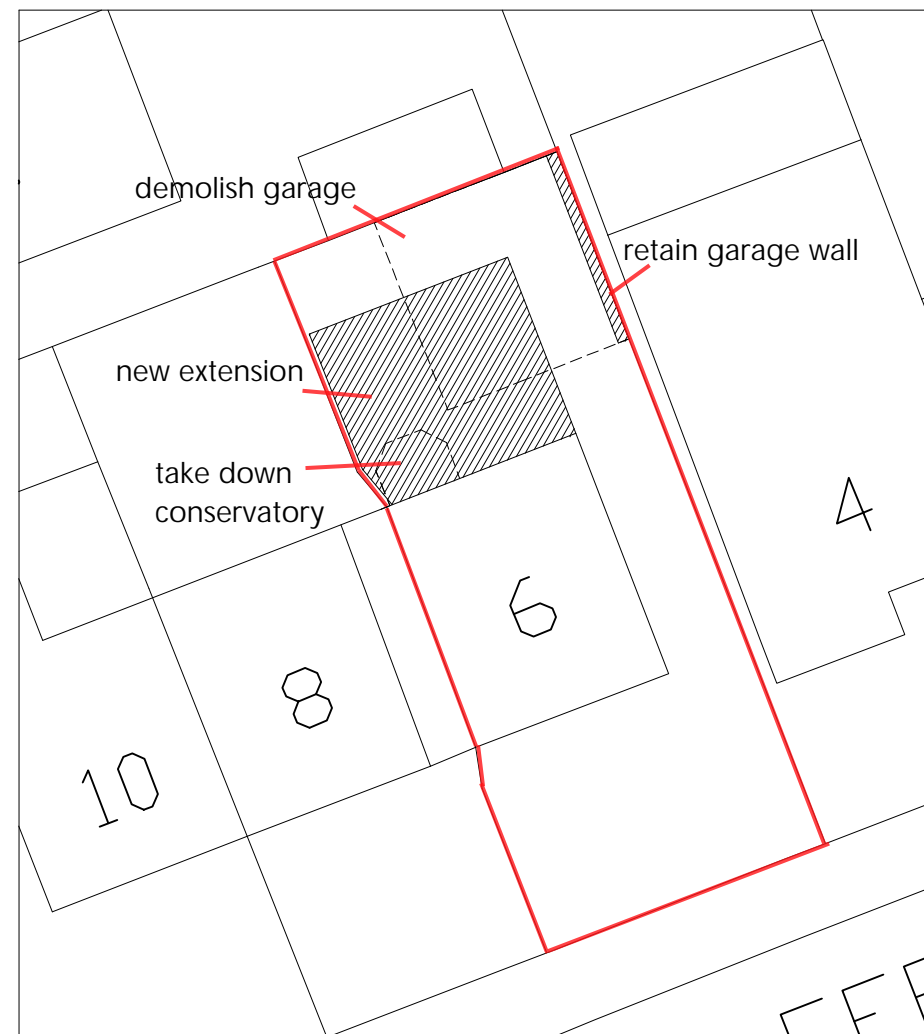 demolish garage
retain garage wall
new extension
take down
conservatory
4
6
8
10